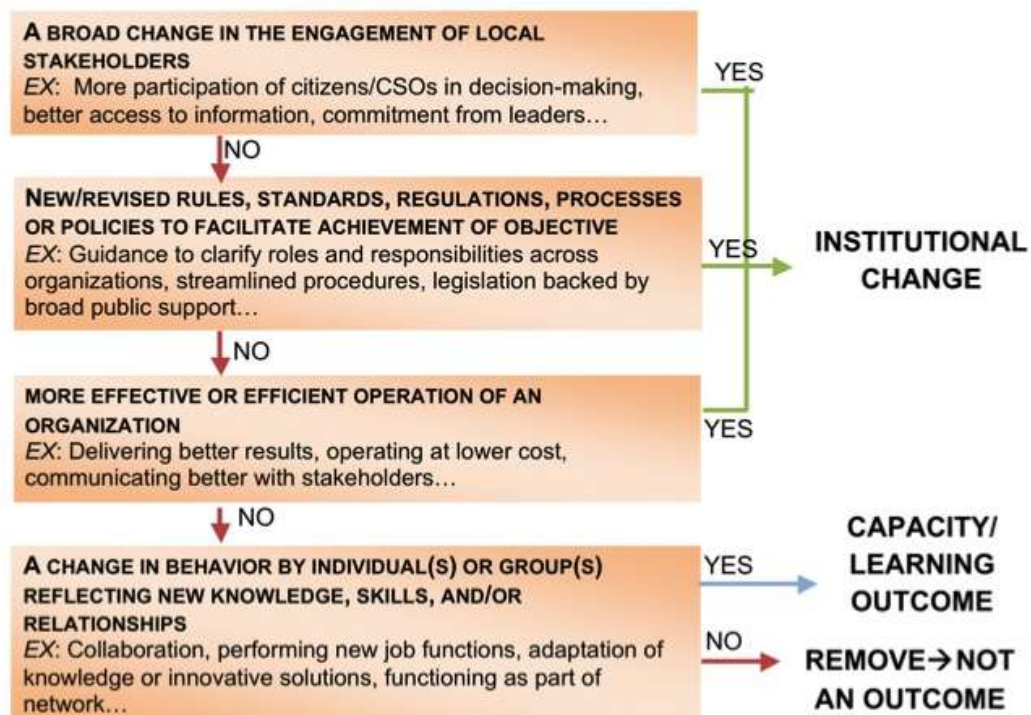 A BROAD CHANGE IN THE ENGAGEMENT OF LOCAL
STAKEHOLDERS
EX: More participation of citizens/CSOs in decision-making,
better access to information, commitment from leaders…
YES
NO
NEW/REVISED RULES, STANDARDS, REGULATIONS, PROCESSES
OR POLICIES TO FACILITATE ACHIEVEMENT OF OBJECTIVE
EX: Guidance to clarify roles and responsibilities across
organizations, streamlined procedures, legislation backed by
broad public support…
YES
INSTITUTIONAL
CHANGE
NO
MORE EFFECTIVE OR EFFICIENT OPERATION OF AN
ORGANIZATION
EX: Delivering better results, operating at lower cost,
communicating better with stakeholders…
YES
NO
A CHANGE IN BEHAVIOR BY INDIVIDUAL(S) OR GROUP(S)
REFLECTING NEW KNOWLEDGE, SKILLS, AND/OR
RELATIONSHIPS
EX: Collaboration, performing new job functions, adaptation of
knowledge or innovative solutions, functioning as part of
network…
YES
CAPACITY/
LEARNING
OUTCOME
NO
REMOVE→NOT
AN OUTCOME